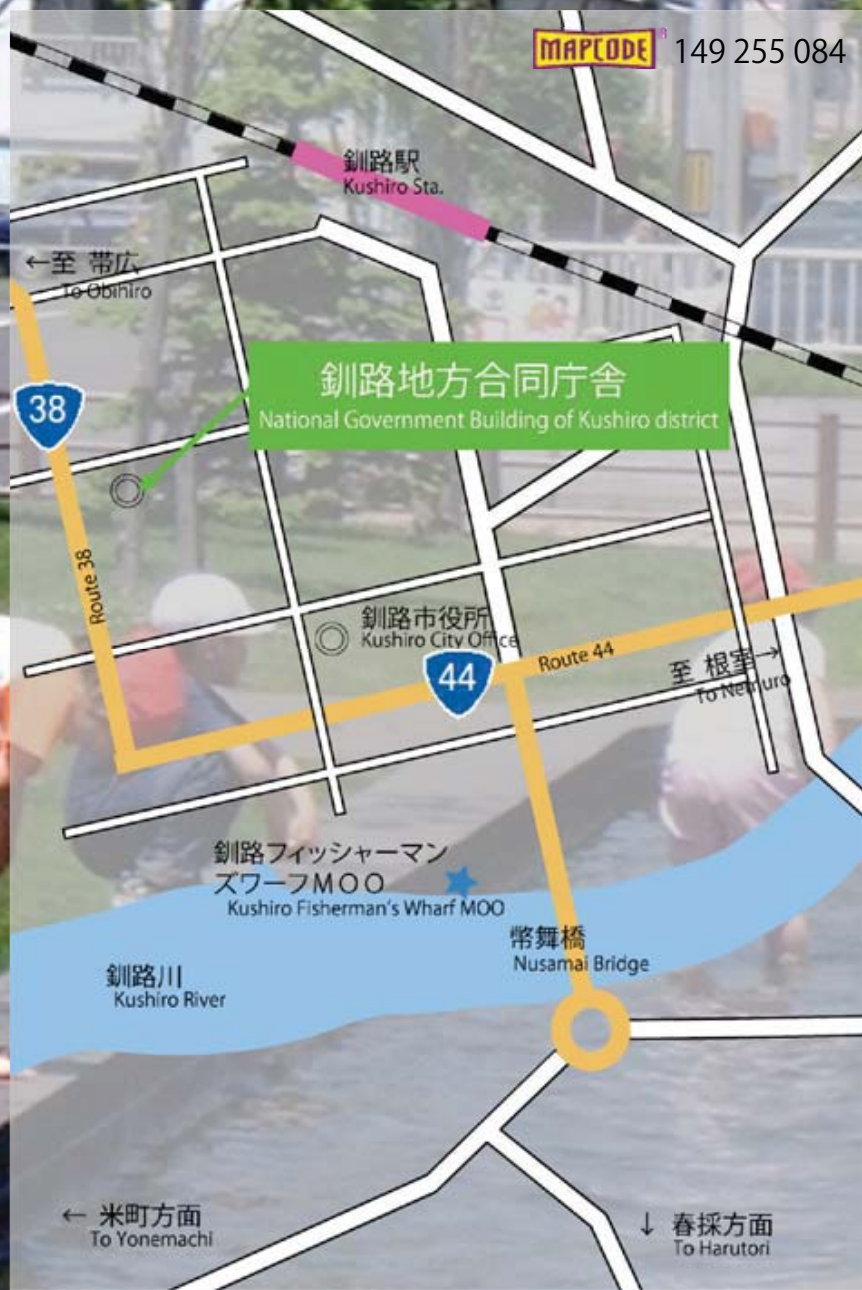 MAPCODE® 149 255 084
釧路駅
Kushiro Sta.
←至 帯広
To Obihiro
釧路地方合同庁舎
National Government Building of Kushiro district
38
Route 38
釧路市役所
Kushiro City Office
44
Route 44
至 根室→
To Nemuro
釧路フィッシャーマン
ズワーフMOO
Kushiro Fisherman's Wharf MOO
幣舞橋
Nusamai Bridge
釧路川
Kushiro River
← 米町方面
To Yonemachi
↓ 春採方面
To Harutori